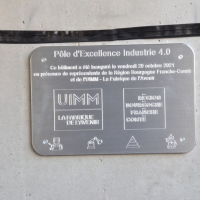 Pôle d'Excellence Industrie 4.0
Ce bâtiment a été inauguré le vendredi 29 octobre 2021
en présence de représentants de la Région Bourgogne Franche-Comté
et de l'UIMM - La Fabrique de l'Avenir
UIMM
LA FABRIQUE
DE L'AVENIR
RÉGION
BOURGOGNE
FRANCHE
COMTÉ